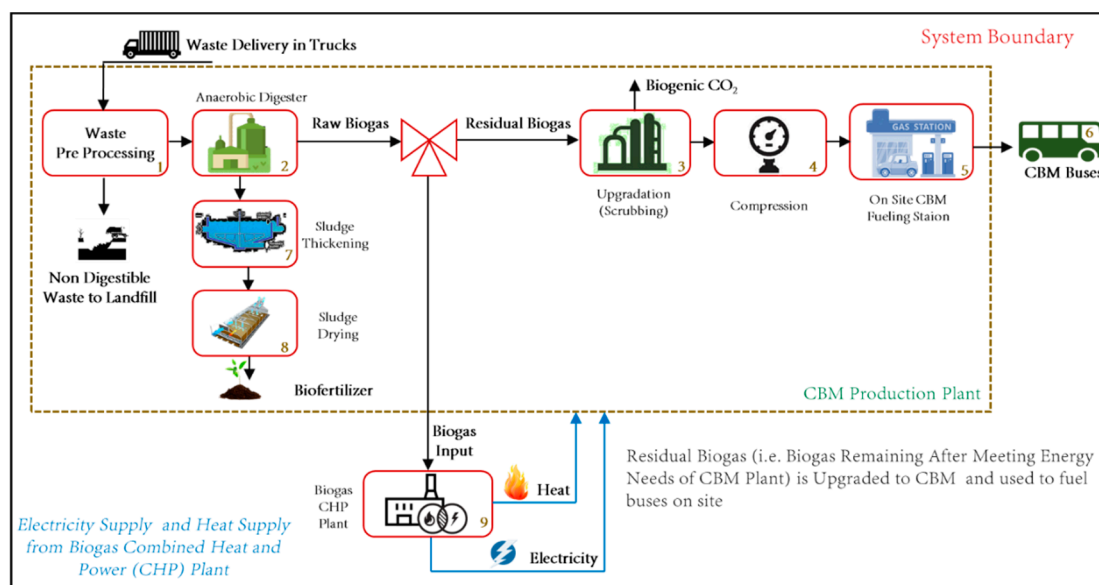 Waste Delivery in Trucks
System Boundary
Waste
Pre Processing
1
Anaerobic Digester
2
Raw Biogas
Residual Biogas
Biogenic CO₂
3
Upgradation
(Scrubbing)
4
Compression
GAS STATION
5
On Site CBM
Fueling Staion
6
CBM Buses
Non Digestible
Waste to Landfill
7
Sludge
Thickening
8
Sludge
Drying
Biofertilizer
CBM Production Plant
Biogas
Input
Biogas
CHP
Plant
9
Heat
Electricity
Residual Biogas (i.e. Biogas Remaining After Meeting Energy
Needs of CBM Plant) is Upgraded to CBM and used to fuel
buses on site
Electricity Supply and Heat Supply
from Biogas Combined Heat and
Power (CHP) Plant